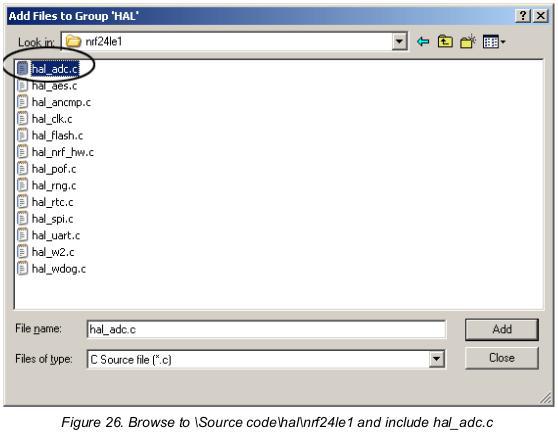 Add Files to Group 'HAL'
Look in: nrf24le1
hal_adc.c
hal_aes.c
hal_ancmp.c
hal_clk.c
hal_flash.c
hal_nrf_hw.c
hal_pof.c
hal_rng.c
hal_rtc.c
hal_spi.c
hal_uart.c
hal_w2.c
hal_wdog.c
File name: hal_adc.c Add
Files of type: C Source file (*.c) Close
Figure 26. Browse to \Source code\hal\nrf24le1 and include hal_adc.c